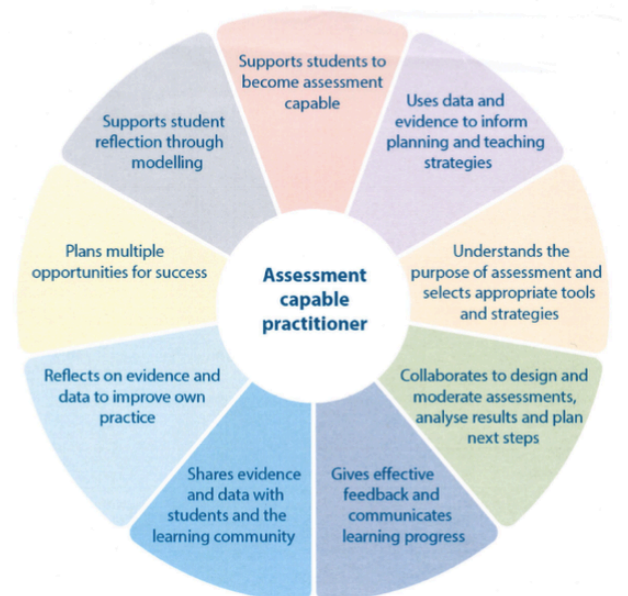 Supports students to
become assessment
capable
Uses data and
evidence to inform
planning and teaching
strategies
Understands the
purpose of assessment and
selects appropriate tools
and strategies
Collaborates to design and
moderate assessments,
analyse results and plan
next steps
Gives effective
feedback and
communicates
learning progress
Shares evidence
and data with
students and the
learning community
Reflects on evidence and
data to improve own
practice
Plans multiple
opportunities for success
Supports student
reflection through
modelling
Assessment
capable
practitioner